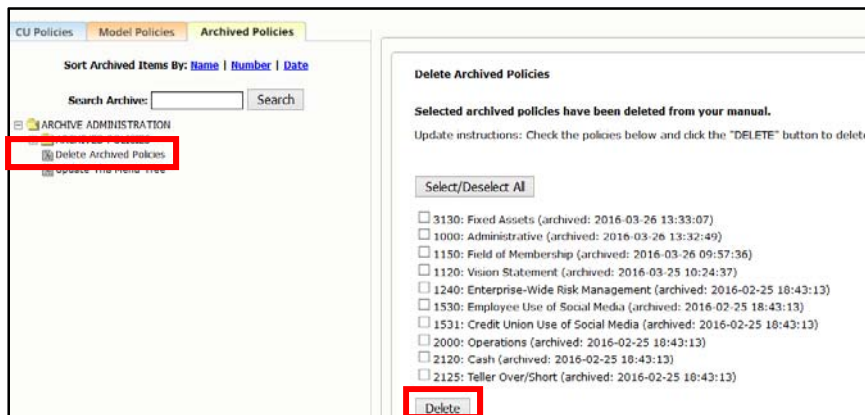 CU Policies
Model Policies
Archived Policies
Sort Archived Items By: Name | Number | Date
Search Archive:
Search
ARCHIVE ADMINISTRATION
ARCHIVED POLICIES
Delete Archived Policies
Update The Menu Tree
Delete Archived Policies
Selected archived policies have been deleted from your manual.
Update instructions: Check the policies below and click the "DELETE" button to delete
Select/Deselect All
3130: Fixed Assets (archived: 2016-03-26 13:33:07)
1000: Administrative (archived: 2016-03-26 13:32:49)
1150: Field of Membership (archived: 2016-03-26 09:57:36)
1120: Vision Statement (archived: 2016-03-25 10:24:37)
1240: Enterprise-Wide Risk Management (archived: 2016-02-25 18:43:13)
1530: Employee Use of Social Media (archived: 2016-02-25 18:43:13)
1531: Credit Union Use of Social Media (archived: 2016-02-25 18:43:13)
2000: Operations (archived: 2016-02-25 18:43:13)
2120: Cash (archived: 2016-02-25 18:43:13)
2125: Teller Over/Short (archived: 2016-02-25 18:43:13)
Delete